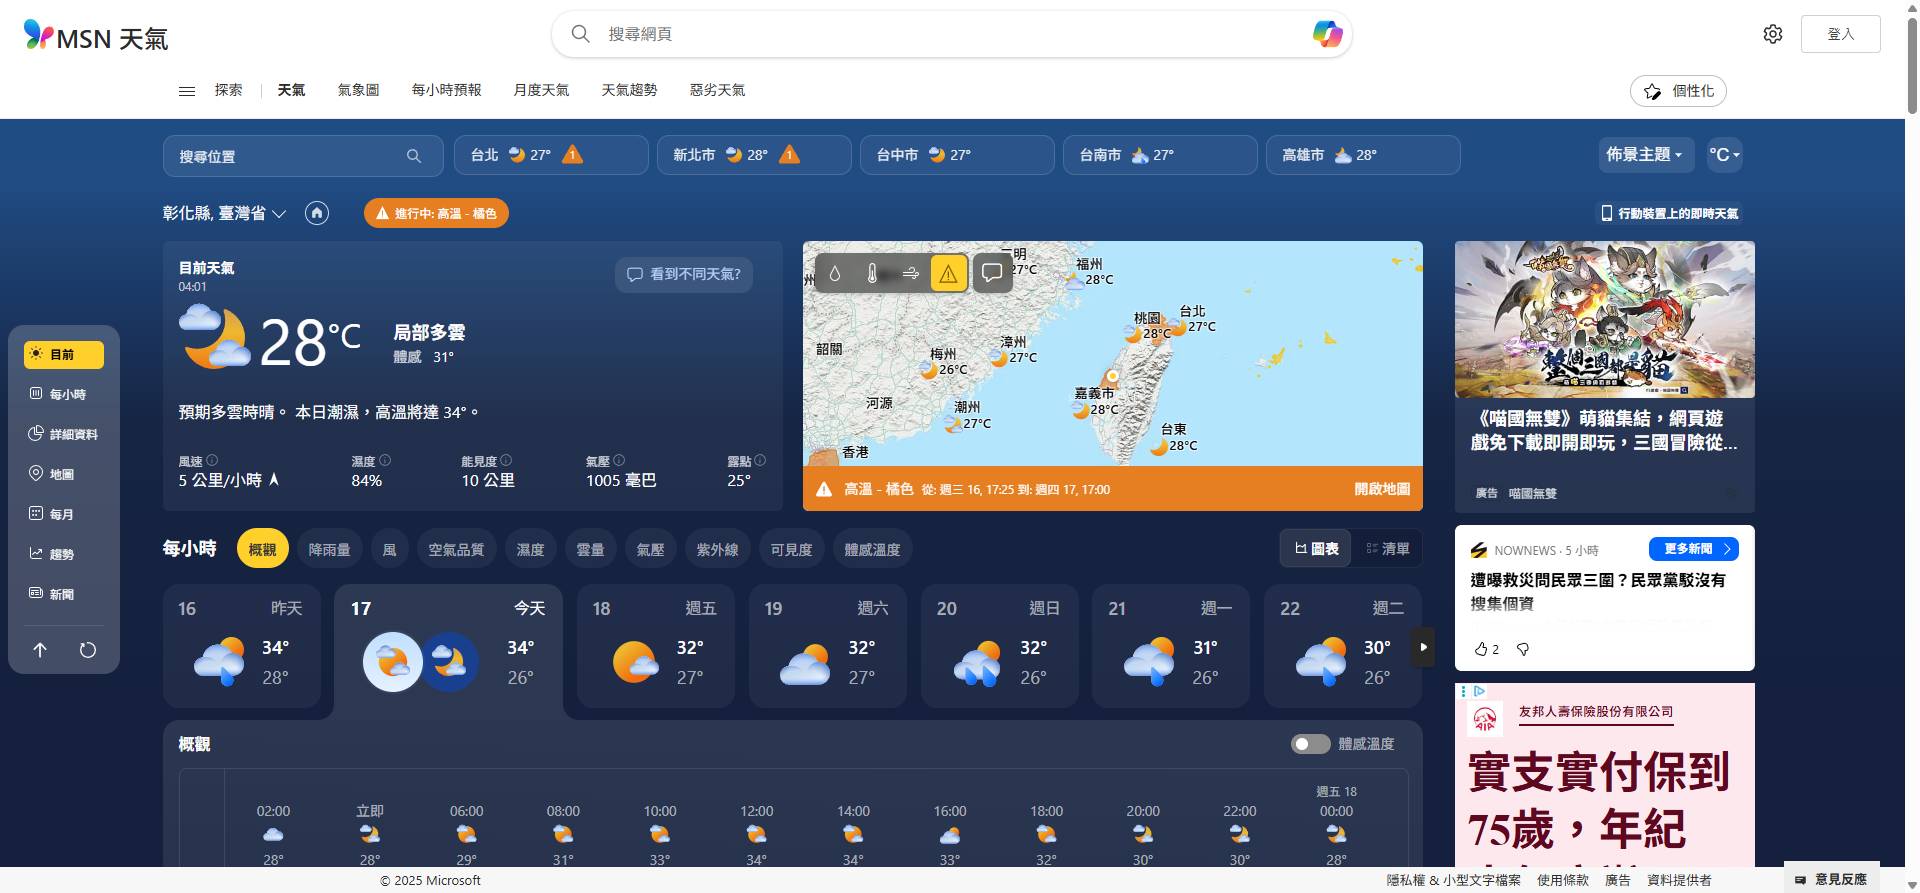 MSN 天氣
搜尋網頁
登入
探索
天氣
氣象圖
每小時預報
月度天氣
天氣趨勢
惡劣天氣
個性化
搜尋位置
台北 27° 1
新北市 28° 1
台中市 27°
台南市 27°
高雄市 28°
佈景主題
°C
彰化縣, 臺灣省
進行中: 高溫 - 橘色
行動裝置上的即時天氣
目前天氣
04:01
看到不同天氣?
28°C
局部多雲
體感 31°
預期多雲時晴。 本日潮濕，高溫將達 34°。
風速
5 公里/小時
濕度
84%
能見度
10 公里
氣壓
1005 毫巴
露點
25°
三明
27°C
福州
28°C
台北
27°C
桃園
28°C
韶關
梅州
26°C
漳州
27°C
河源
潮州
27°C
嘉義市
28°C
台東
28°C
香港
高溫 - 橘色 從: 週三 16, 17:25 到: 週四 17, 17:00
開啟地圖
目前
每小時
詳細資料
地圖
每月
趨勢
新聞
整個三國都是貓
《喵國無雙》萌貓集結，網頁遊
戲免下載即開即玩，三國冒險從...
廣告 喵國無雙
每小時
概觀
降雨量
風
空氣品質
濕度
雲量
氣壓
紫外線
可見度
體感溫度
圖表
清單
16 昨天
34°
28°
17 今天
34°
26°
18 週五
32°
27°
19 週六
32°
27°
20 週日
32°
26°
21 週一
31°
26°
22 週二
30°
26°
NOWNEWS · 5 小時
更多新聞
遭曝救災問民眾三圍？民眾黨駁沒有
搜集個資
2
概觀
體感溫度
週五 18
02:00 立即 06:00 08:00 10:00 12:00 14:00 16:00 18:00 20:00 22:00 00:00
28° 28° 29° 31° 33° 34° 34° 33° 32° 30° 30° 28°
AIA
友邦人壽保險股份有限公司
實支實付保到
75歲，年紀
© 2025 Microsoft
隱私權 & 小型文字檔案
使用條款
廣告
資料提供者
意見反應